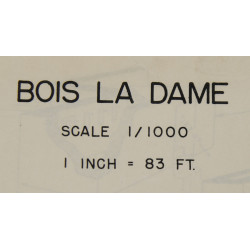 BOIS LA DAME
SCALE 1/1000
1 INCH = 83 FT.